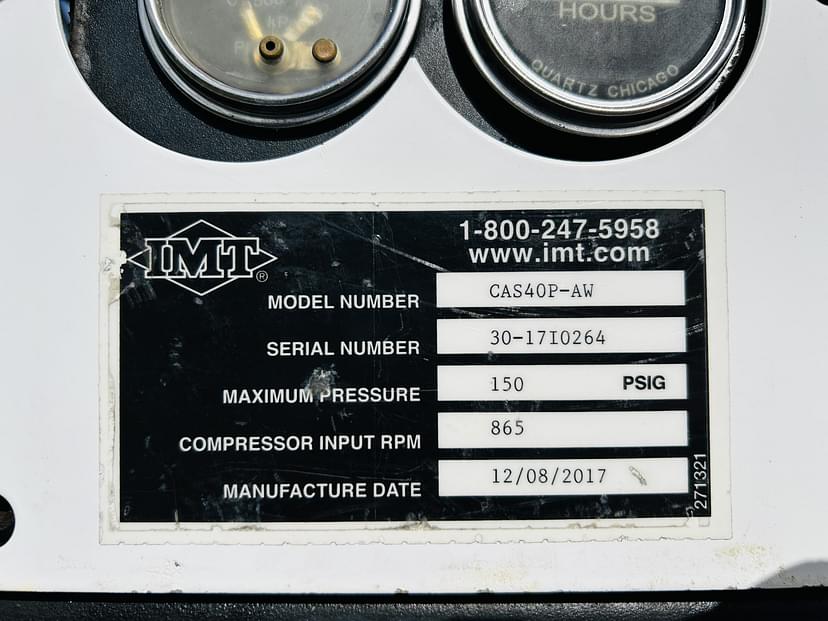 kP
HOURS
QUARTZ CHICAGO
IMT®
1-800-247-5958
www.imt.com
MODEL NUMBER CAS40P-AW
SERIAL NUMBER 30-17I0264
MAXIMUM PRESSURE 150 PSIG
COMPRESSOR INPUT RPM 865
MANUFACTURE DATE 12/08/2017
271321